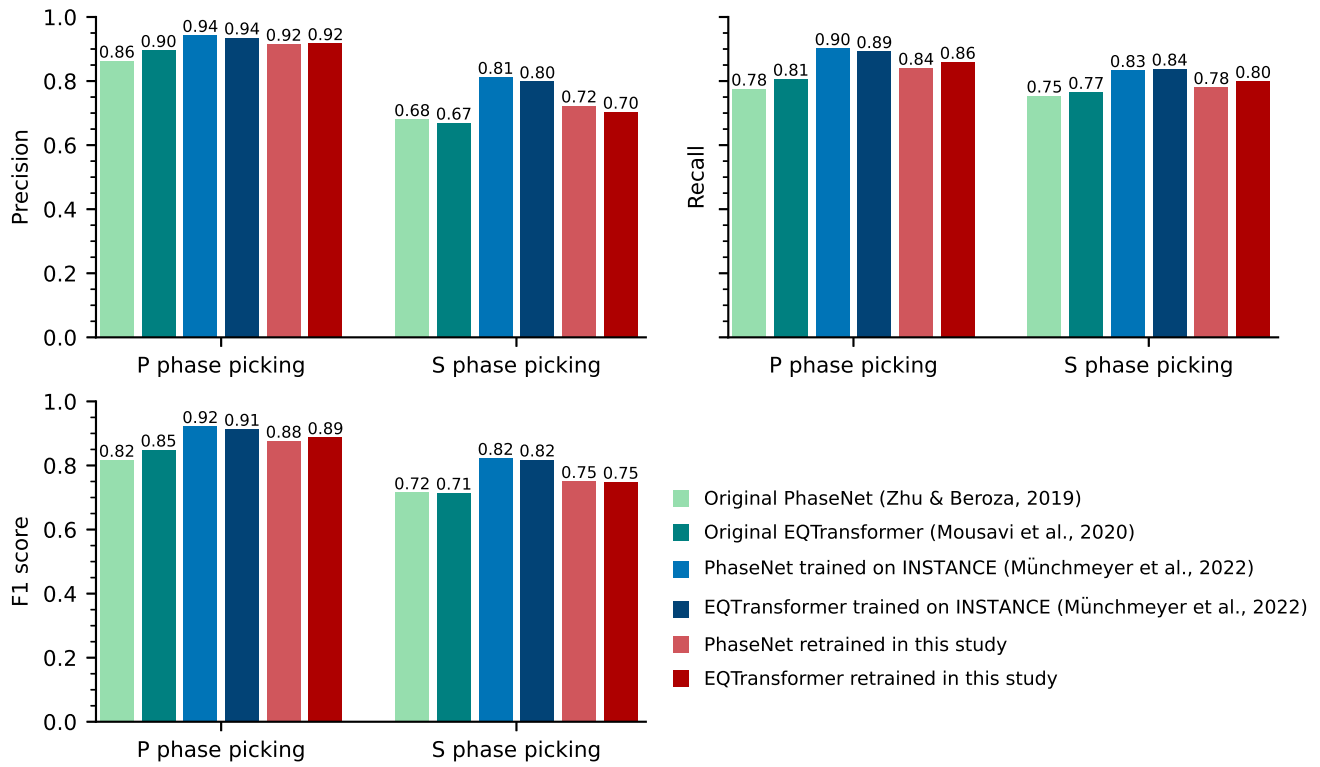 Precision
1.0
0.8
0.6
0.4
0.2
0.0
0.86 0.90 0.94 0.94 0.92 0.92
0.68 0.67 0.81 0.80 0.72 0.70
P phase picking S phase picking
Recall
0.78 0.81 0.90 0.89 0.84 0.86
0.75 0.77 0.83 0.84 0.78 0.80
P phase picking S phase picking
F1 score
1.0
0.8
0.6
0.4
0.2
0.0
0.82 0.85 0.92 0.91 0.88 0.89
0.72 0.71 0.82 0.82 0.75 0.75
P phase picking S phase picking
Original PhaseNet (Zhu & Beroza, 2019)
Original EQTransformer (Mousavi et al., 2020)
PhaseNet trained on INSTANCE (Münchmeyer et al., 2022)
EQTransformer trained on INSTANCE (Münchmeyer et al., 2022)
PhaseNet retrained in this study
EQTransformer retrained in this study